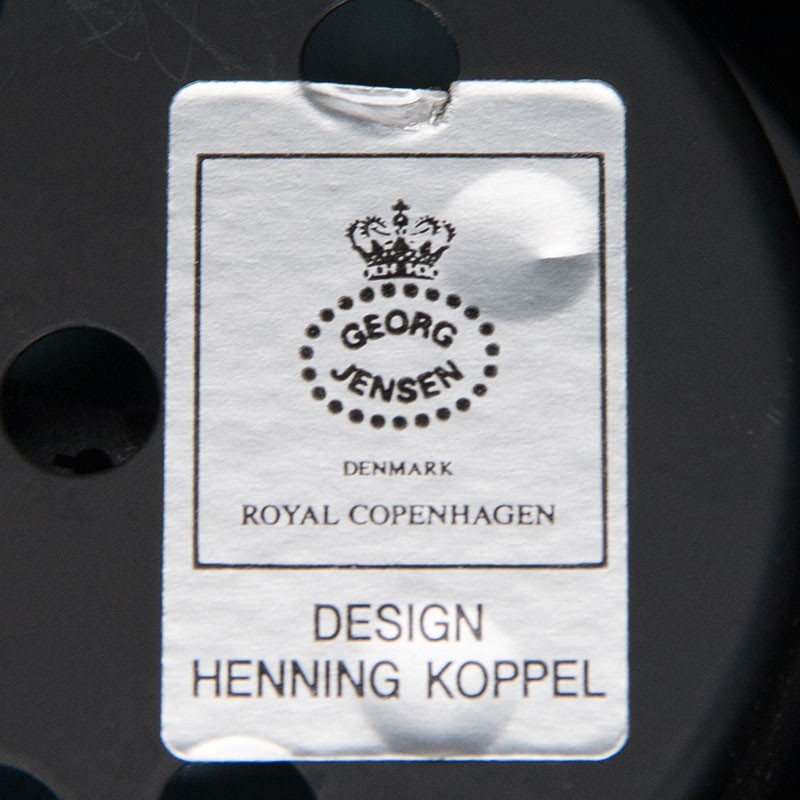 GEORG
JENSEN
DENMARK
ROYAL COPENHAGEN
DESIGN
HENNING KOPPEL